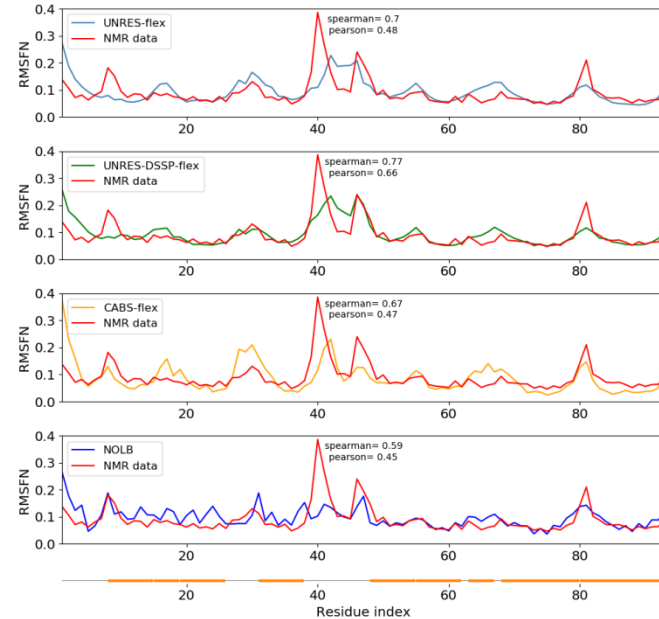 0.4
0.3
0.2
0.1
0.0
RMSFN
UNRES-flex
NMR data
spearman= 0.7
pearson= 0.48
20 40 60 80
0.4
0.3
0.2
0.1
0.0
RMSFN
UNRES-DSSP-flex
NMR data
spearman= 0.77
pearson= 0.66
20 40 60 80
0.4
0.3
0.2
0.1
0.0
RMSFN
CABS-flex
NMR data
spearman= 0.67
pearson= 0.47
20 40 60 80
0.4
0.3
0.2
0.1
0.0
RMSFN
NOLB
NMR data
spearman= 0.59
pearson= 0.45
20 40 60 80
20 40 60 80
Residue index